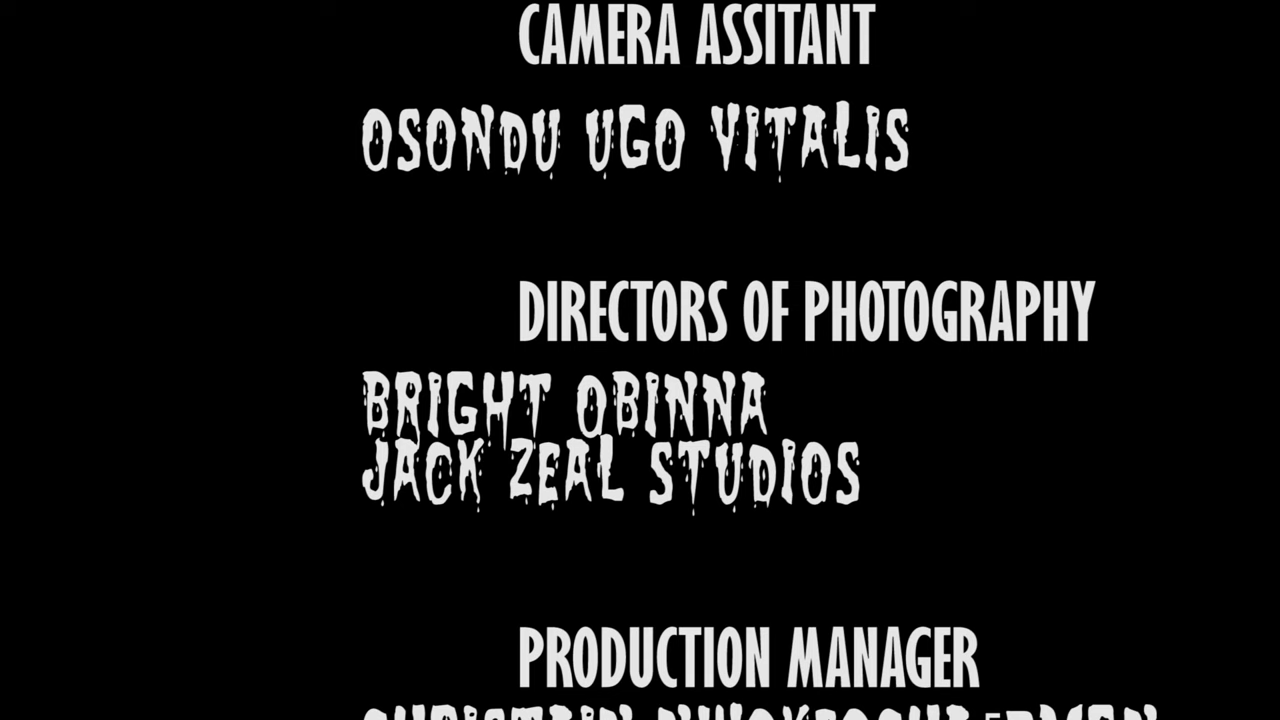 CAMERA ASSITANT
OSONDU UGO VITALIS
DIRECTORS OF PHOTOGRAPHY
BRIGHT OBINNA
JACK ZEAL STUDIOS
PRODUCTION MANAGER